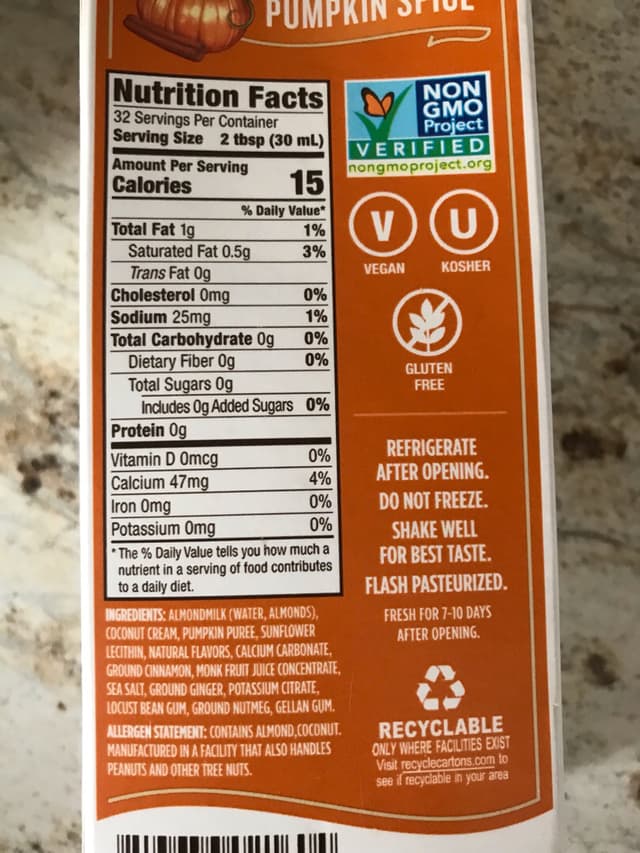 PUMPKIN SPICE
Nutrition Facts
32 Servings Per Container
Serving Size 2 tbsp (30 mL)
Amount Per Serving
Calories 15
% Daily Value*
Total Fat 1g 1%
Saturated Fat 0.5g 3%
Trans Fat 0g
Cholesterol 0mg 0%
Sodium 25mg 1%
Total Carbohydrate 0g 0%
Dietary Fiber 0g 0%
Total Sugars 0g
Includes 0g Added Sugars 0%
Protein 0g
Vitamin D 0mcg 0%
Calcium 47mg 4%
Iron 0mg 0%
Potassium 0mg 0%
* The % Daily Value tells you how much a
nutrient in a serving of food contributes
to a daily diet.
INGREDIENTS: ALMONDMILK (WATER, ALMONDS),
COCONUT CREAM, PUMPKIN PUREE, SUNFLOWER
LECITHIN, NATURAL FLAVORS, CALCIUM CARBONATE,
GROUND CINNAMON, MONK FRUIT JUICE CONCENTRATE,
SEA SALT, GROUND GINGER, POTASSIUM CITRATE,
LOCUST BEAN GUM, GROUND NUTMEG, GELLAN GUM.
ALLERGEN STATEMENT: CONTAINS ALMOND, COCONUT.
MANUFACTURED IN A FACILITY THAT ALSO HANDLES
PEANUTS AND OTHER TREE NUTS.
NON
GMO
Project
VERIFIED
nongmoproject.org
V U
VEGAN KOSHER
GLUTEN
FREE
REFRIGERATE
AFTER OPENING.
DO NOT FREEZE.
SHAKE WELL
FOR BEST TASTE.
FLASH PASTEURIZED.
FRESH FOR 7-10 DAYS
AFTER OPENING.
RECYCLABLE
ONLY WHERE FACILITIES EXIST
Visit recyclecartons.com to
see if recyclable in your area